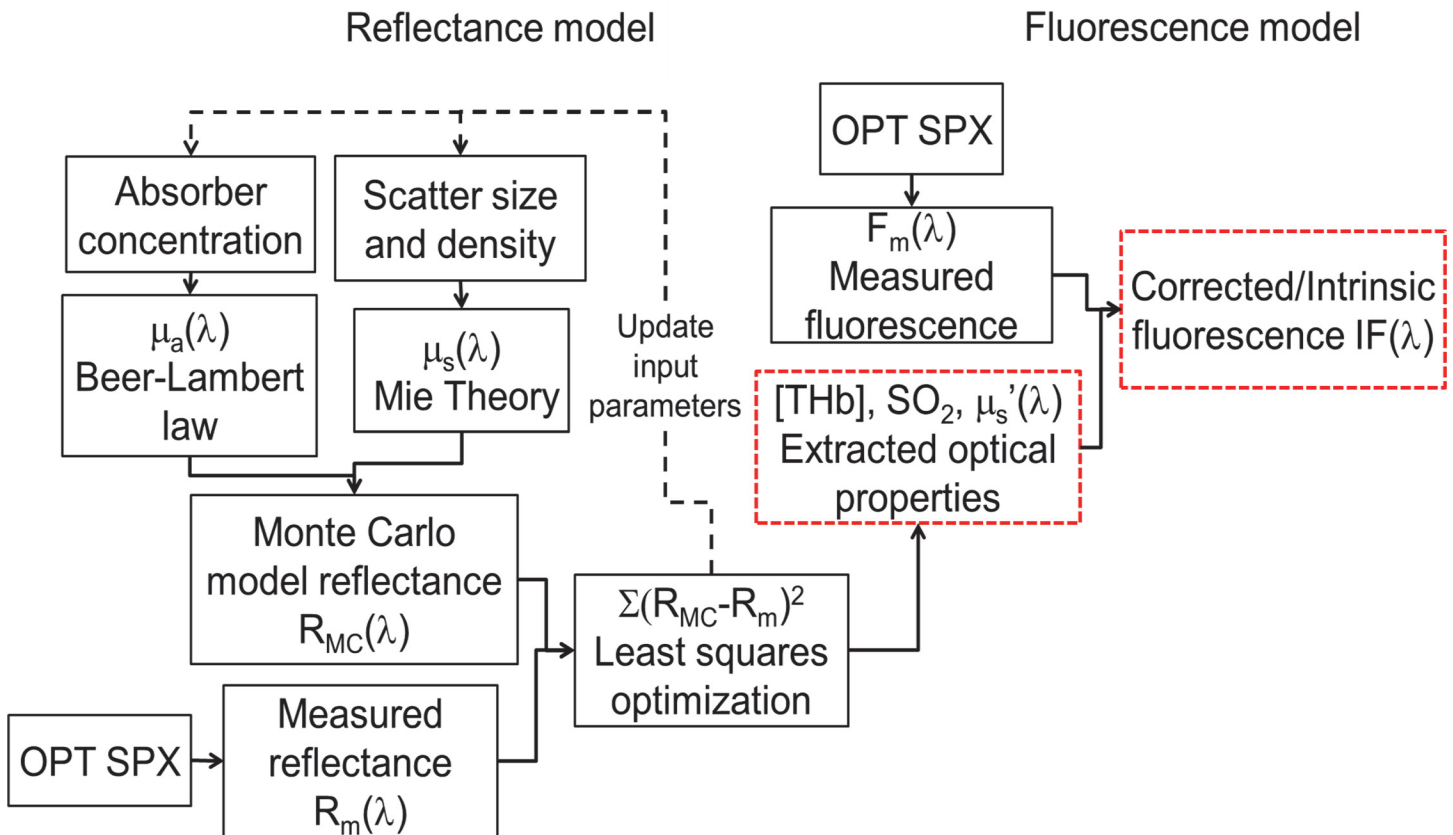 Reflectance model
Fluorescence model
OPT SPX
Absorber
concentration
Scatter size
and density
μa(λ)
Beer-Lambert
law
μs(λ)
Mie Theory
Update
input
parameters
Fm(λ)
Measured
fluorescence
Corrected/Intrinsic
fluorescence IF(λ)
[THb], SO2, μs’(λ)
Extracted optical
properties
Monte Carlo
model reflectance
RMC(λ)
Σ(RMC-Rm)2
Least squares
optimization
OPT SPX
Measured
reflectance
Rm(λ)